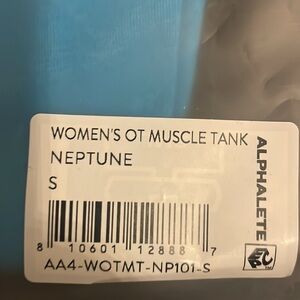 WOMEN'S OT MUSCLE TANK
NEPTUNE
S
8 10601 12888 7
AA4-WOTMT-NP101-S
ALPHALETE